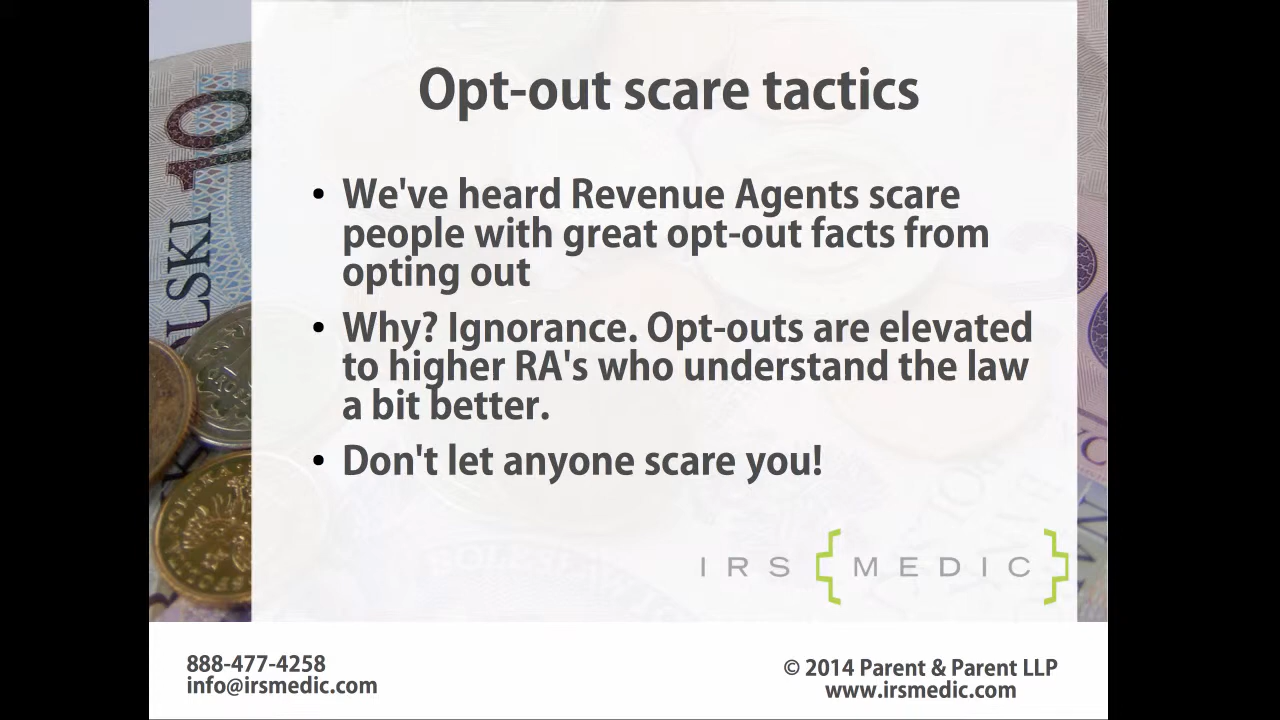 Opt-out scare tactics
• We've heard Revenue Agents scare
people with great opt-out facts from
opting out
• Why? Ignorance. Opt-outs are elevated
to higher RA's who understand the law
a bit better.
• Don't let anyone scare you!
IRS{MEDIC}
888-477-4258
info@irsmedic.com
© 2014 Parent & Parent LLP
www.irsmedic.com
10